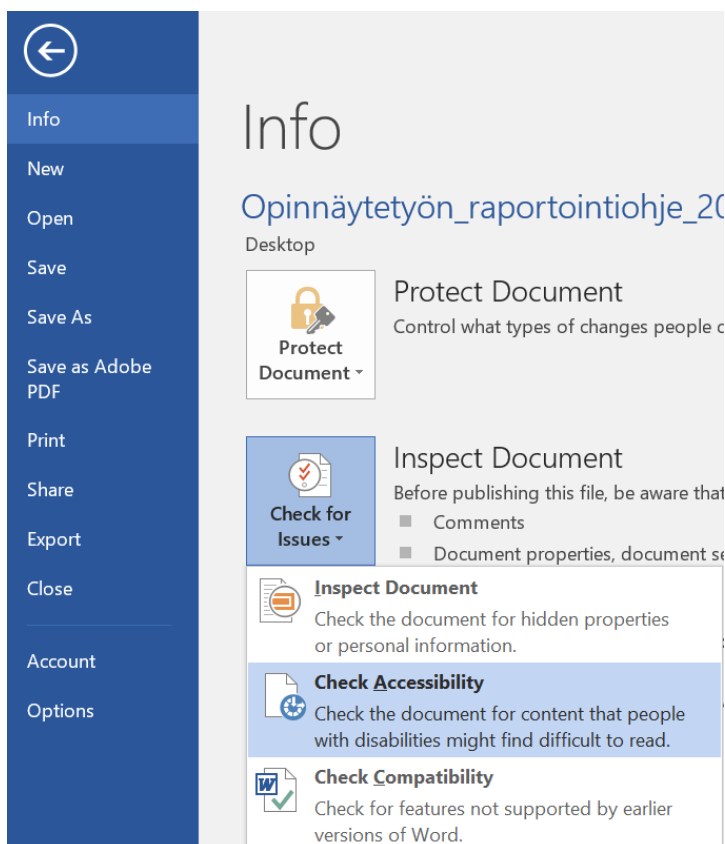 Info
New
Open
Save
Save As
Save as Adobe
PDF
Print
Share
Export
Close
Account
Options
Info
Opinnäytetyön_raportointiohje_20
Desktop
Protect
Document
Protect Document
Control what types of changes people
Check for
Issues
Inspect Document
Before publishing this file, be aware that
Comments
Document properties, document
Inspect Document
Check the document for hidden properties
or personal information.
Check Accessibility
Check the document for content that people
with disabilities might find difficult to read.
Check Compatibility
Check for features not supported by earlier
versions of Word.